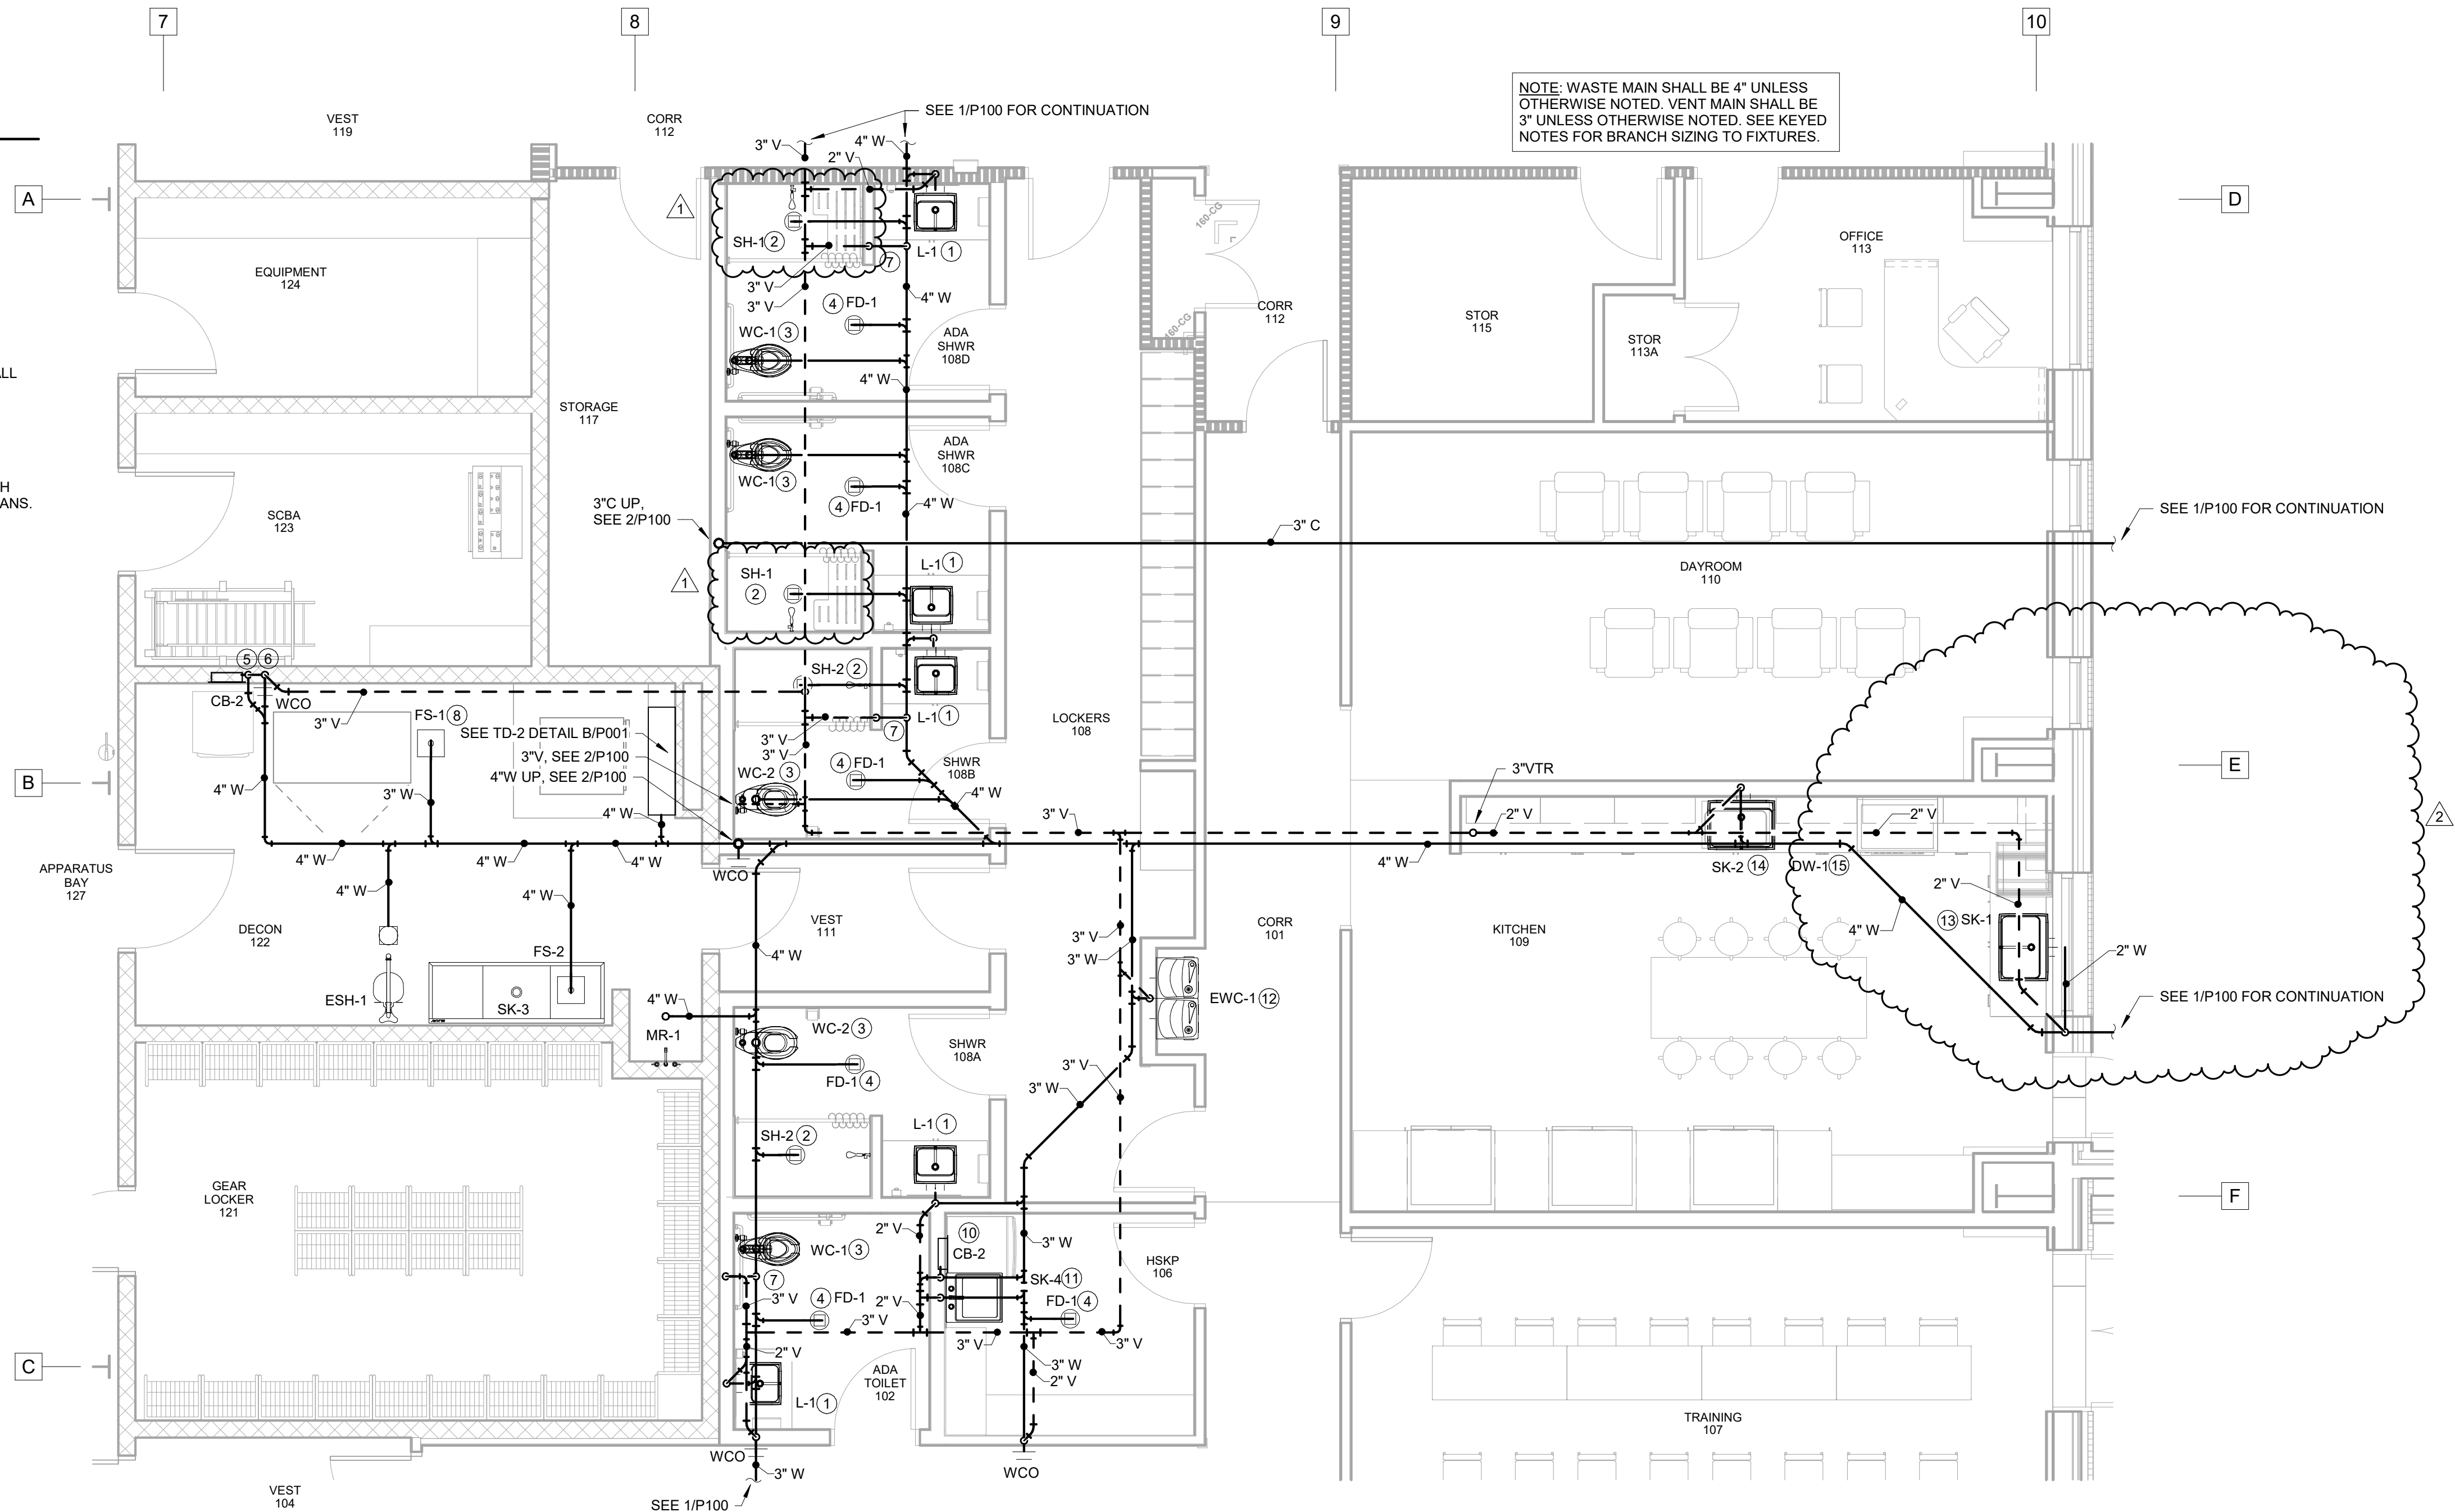 7
8
9
10
NOTE: WASTE MAIN SHALL BE 4" UNLESS
OTHERWISE NOTED. VENT MAIN SHALL BE
3" UNLESS OTHERWISE NOTED. SEE KEYED
NOTES FOR BRANCH SIZING TO FIXTURES.
SEE 1/P100 FOR CONTINUATION
VEST
119
CORR
112
3" V
4" W
2" V
A
D
1
SH-1 2
7
L-1 1
3" V
3" V
4" W
4 FD-1
WC-1 3
ADA
SHWR
108D
4" W
EQUIPMENT
124
160-CG
160-CG
CORR
112
STOR
115
STOR
113A
OFFICE
113
ALL
STORAGE
117
ADA
SHWR
108C
WC-1 3
4 FD-1
4" W
H
ANS.
SCBA
123
3"C UP,
SEE 2/P100
3" C
SEE 1/P100 FOR CONTINUATION
1
SH-1
2
L-1 1
DAYROOM
110
5 6
CB-2
WCO
3" V
FS-1 8
SH-2 2
L-1 1
7
3" V
3" V
LOCKERS
108
SEE TD-2 DETAIL B/P001
3"V, SEE 2/P100
4"W UP, SEE 2/P100
WC-2 3
4 FD-1
SHWR
108B
4" W
B
E
4" W
3" W
4" W
3" V
3"VTR
2" V
2" V
2
4" W
4" W
4" W
WCO
4" W
SK-2 14
DW-1 15
APPARATUS
BAY
127
4" W
4" W
2" V
DECON
122
VEST
111
CORR
101
KITCHEN
109
13 SK-1
4" W
3" V
3" W
4" W
2" W
FS-2
ESH-1
SK-3
4" W
MR-1
EWC-1 12
SEE 1/P100 FOR CONTINUATION
WC-2 3
SHWR
108A
FD-1 4
3" V
3" W
L-1 1
SH-2 2
GEAR
LOCKER
121
F
2" V
10
CB-2
3" W
WC-1 3
HSKP
106
7
SK-4 11
3" V
4 FD-1
2" V
FD-1 4
3" V
3" V
3" V
2" V
3" W
2" V
C
ADA
TOILET
102
L-1 1
TRAINING
107
WCO
3" W
WCO
VEST
104
SEE 1/P100